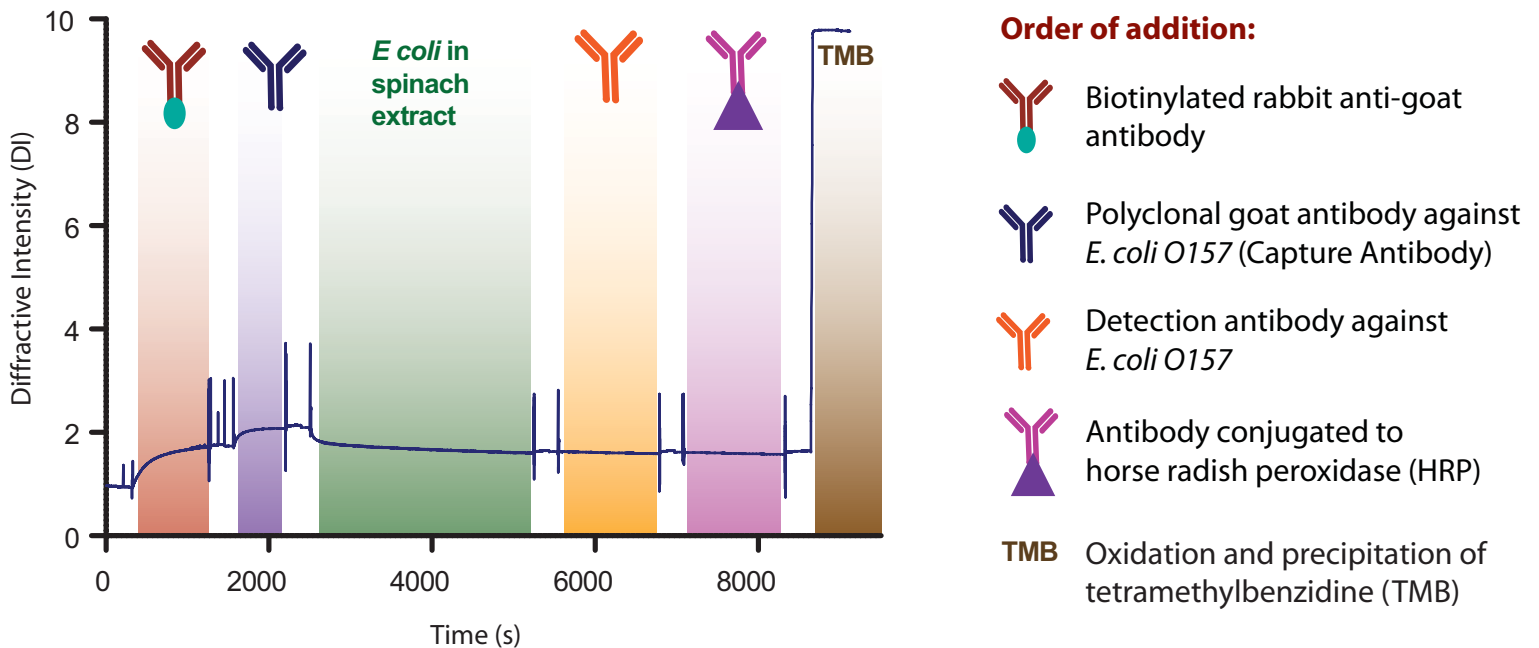 10
8
6
4
2
0
Diffractive Intensity (DI)
0
2000
4000
6000
8000
Time (s)
E coli in
spinach
extract
TMB
Order of addition:
Biotinylated rabbit anti-goat
antibody
Polyclonal goat antibody against
E. coli O157 (Capture Antibody)
Detection antibody against
E. coli O157
Antibody conjugated to
horse radish peroxidase (HRP)
TMB Oxidation and precipitation of
tetramethylbenzidine (TMB)